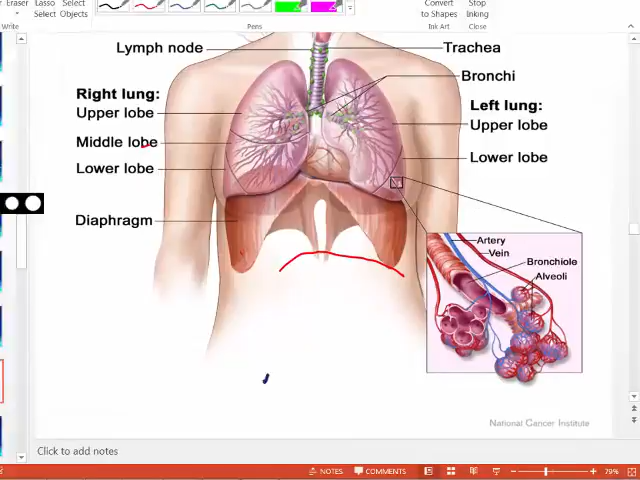 Eraser
Lasso
Select
Select
Objects
Convert
to Shapes
Stop
Inking
Write
Pens
Ink Art
Close
Lymph node
Trachea
Bronchi
Right lung:
Upper lobe
Middle lobe
Lower lobe
Left lung:
Upper lobe
Lower lobe
Diaphragm
Artery
Vein
Bronchiole
Alveoli
National Cancer Institute
Click to add notes
NOTES
COMMENTS
79%